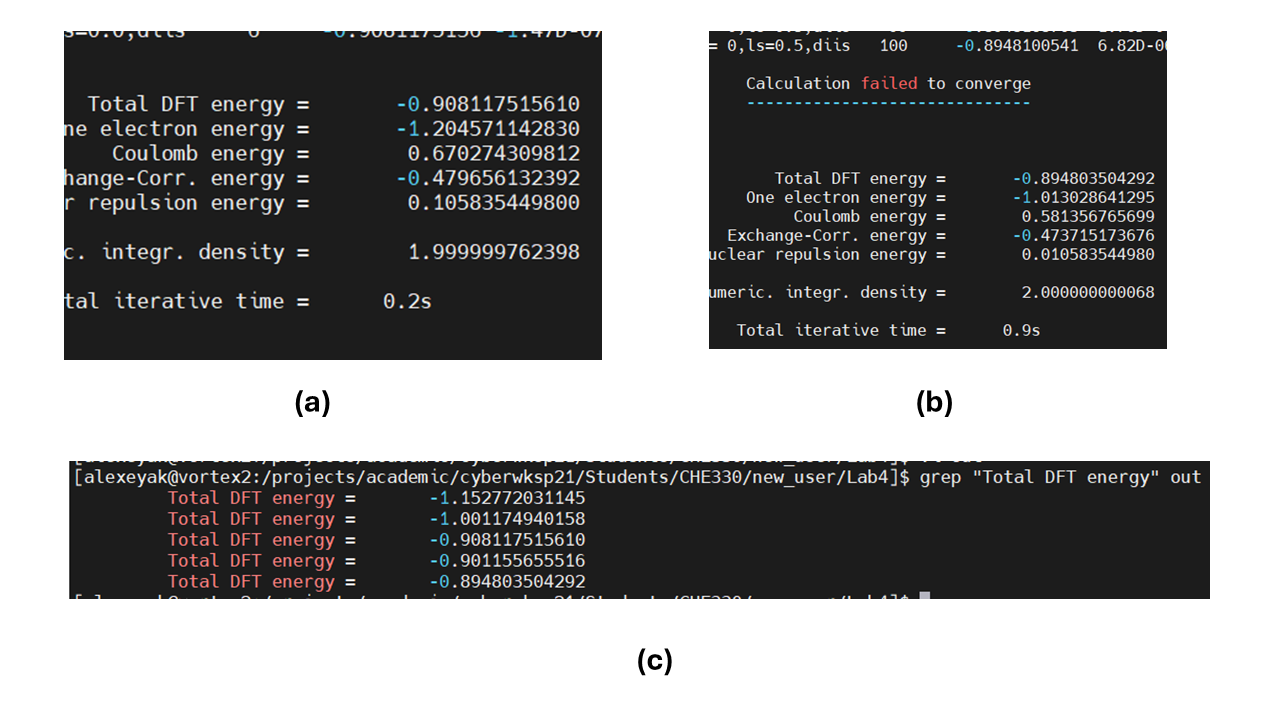 s=0.0,diis 6 -0.9081175156 -1.47D-07
Total DFT energy = -0.908117515610
ne electron energy = -1.204571142830
Coulomb energy = 0.670274309812
hange-Corr. energy = -0.479656132392
r repulsion energy = 0.105835449800
c. integr. density = 1.999999762398
tal iterative time = 0.2s
(a)
= 0,ls=0.5,diis 100 -0.8948100541 6.82D-0
Calculation failed to converge
------------------------------
Total DFT energy = -0.894803504292
One electron energy = -1.013028641295
Coulomb energy = 0.581356765699
Exchange-Corr. energy = -0.473715173676
uclear repulsion energy = 0.010583544980
umeric. integr. density = 2.000000000068
Total iterative time = 0.9s
(b)
[alexeyak@vortex2:/projects/academic/cyberwksp21/Students/CHE330/new_user/Lab4]$ grep "Total DFT energy" out
Total DFT energy = -1.152772031145
Total DFT energy = -1.001174940158
Total DFT energy = -0.908117515610
Total DFT energy = -0.901155655516
Total DFT energy = -0.894803504292
(c)